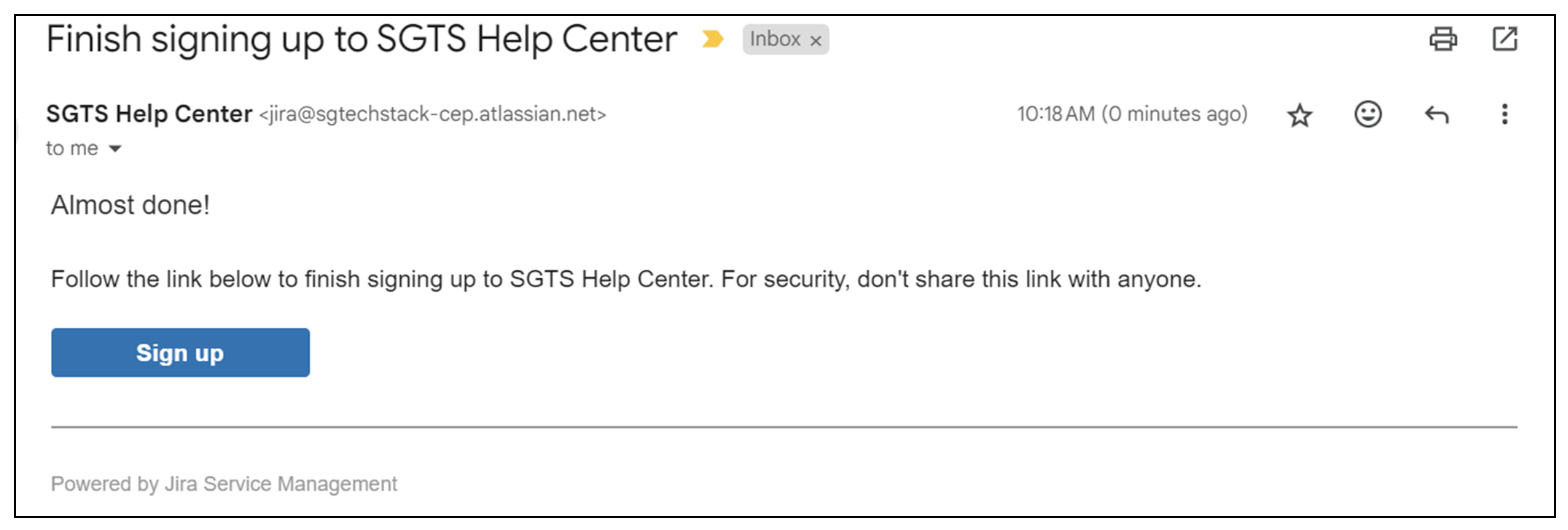 Finish signing up to SGTS Help Center Inbox ×
SGTS Help Center <jira@sgtechstack-cep.atlassian.net> 10:18 AM (0 minutes ago)
to me
Almost done!
Follow the link below to finish signing up to SGTS Help Center. For security, don't share this link with anyone.
Sign up
Powered by Jira Service Management